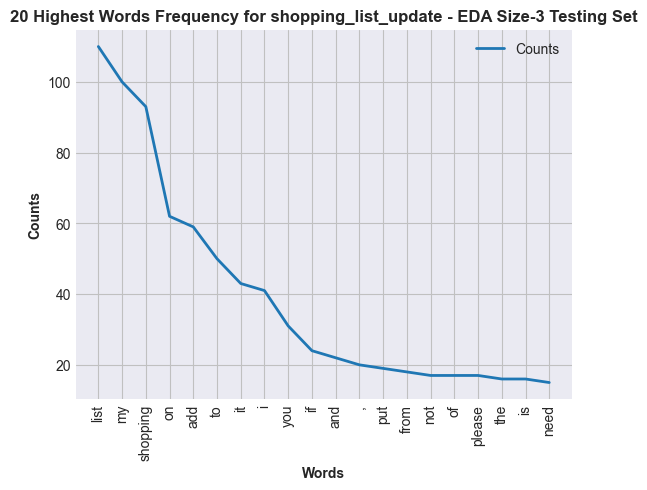 20 Highest Words Frequency for shopping_list_update - EDA Size-3 Testing Set
Counts
100
80
60
40
20
Counts
list
my
shopping
on
add
to
it
i
you
if
and
,
put
from
not
of
please
the
is
need
Words